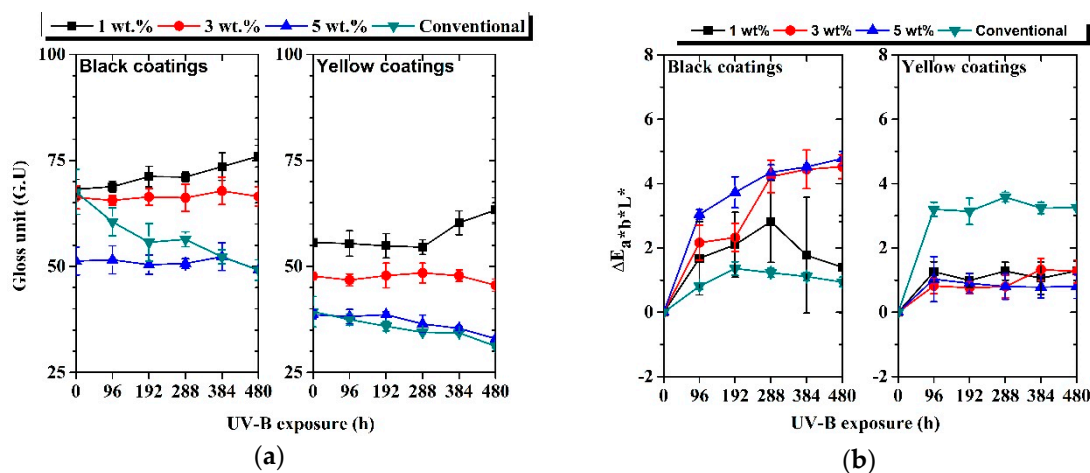 1 wt.% 3 wt.% 5 wt.% Conventional
Black coatings Yellow coatings
100 100
75 75
50 50
25 25
0 96 192 288 384 480 0 96 192 288 384 480
Gloss unit (G.U)
UV-B exposure (h)
(a)
1 wt% 3 wt% 5 wt% Conventional
Black coatings Yellow coatings
8 8
6 6
4 4
2 2
0 0
-2 -2
0 96 192 288 384 480 0 96 192 288 384 480
ΔE a*b*L*
UV-B exposure (h)
(b)